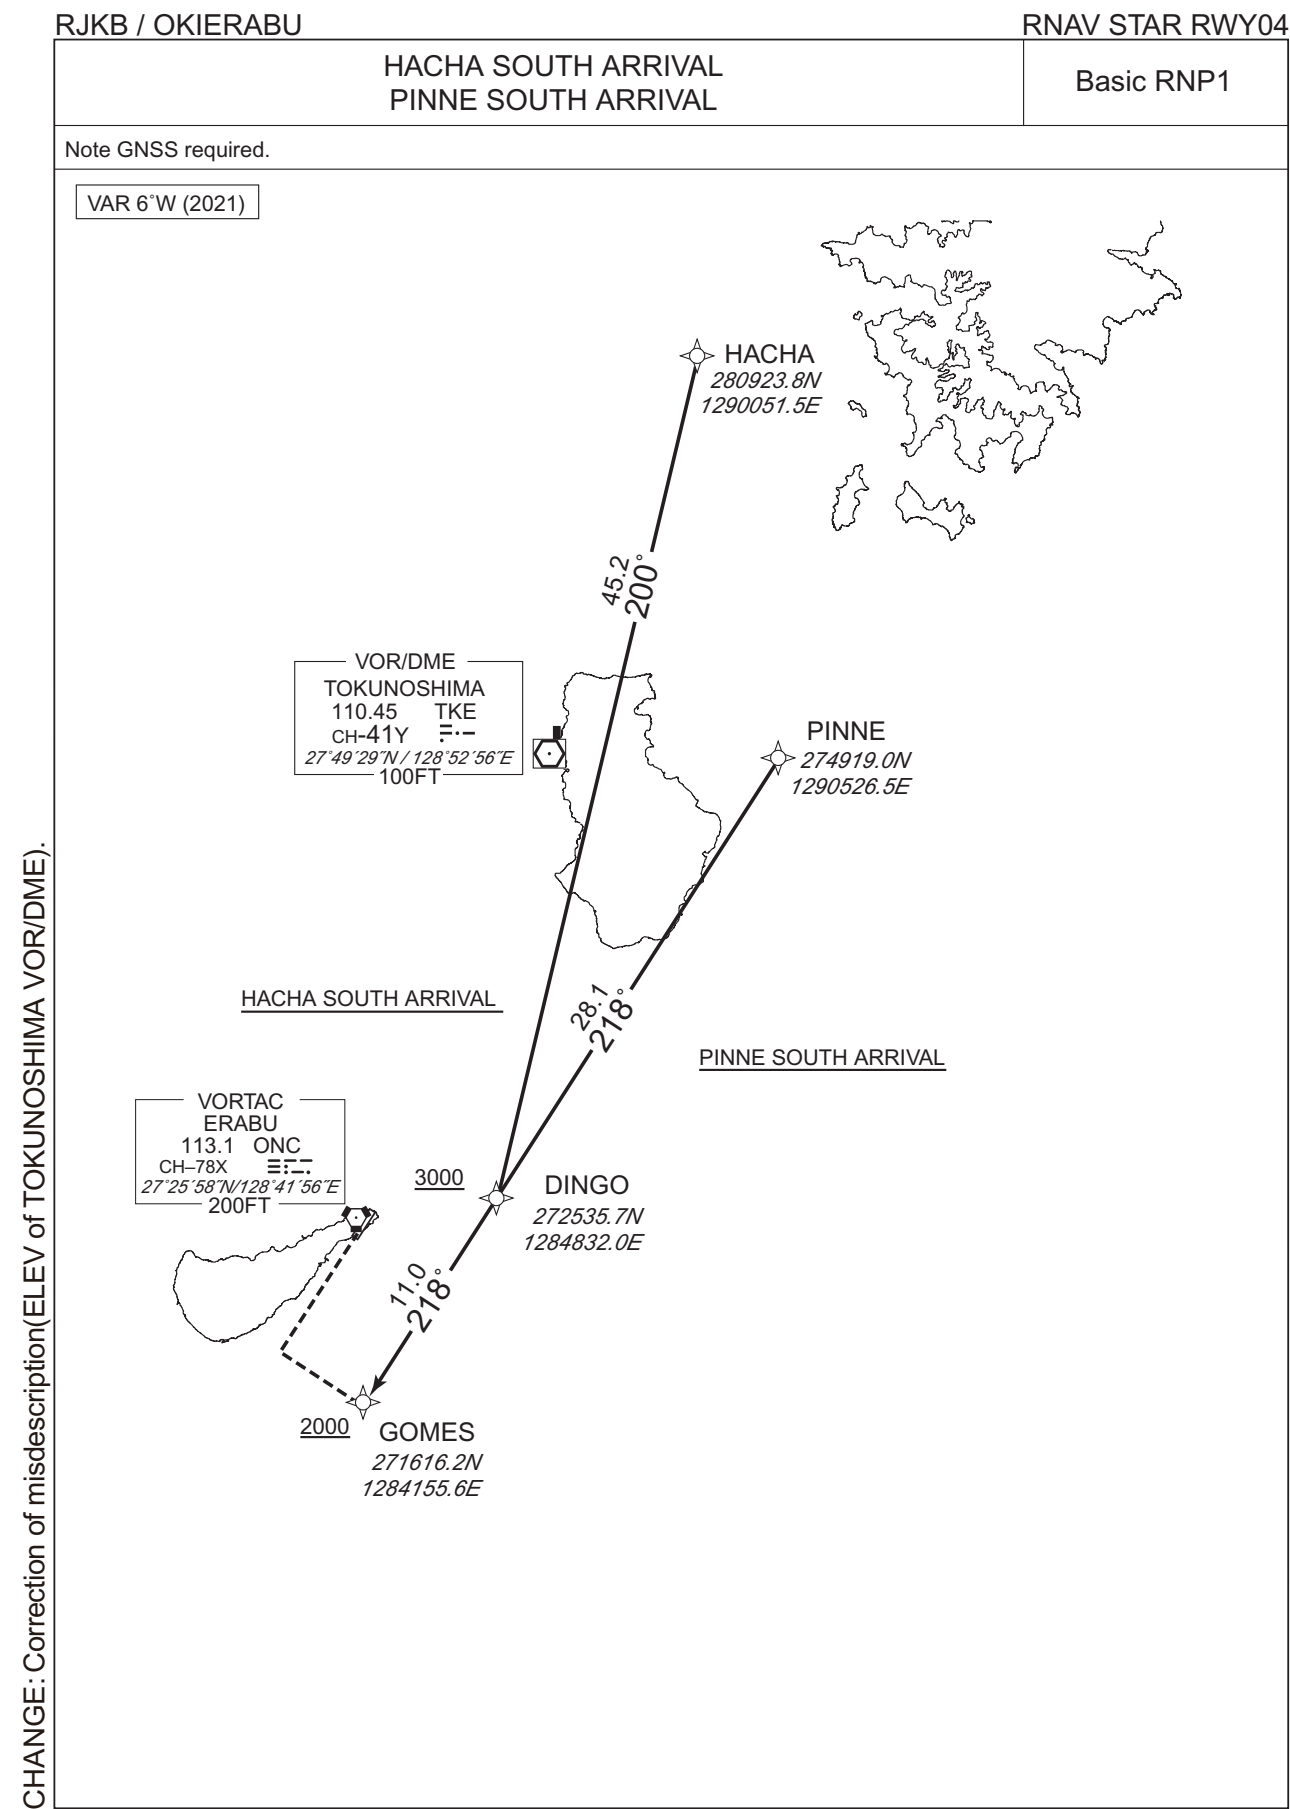 RJKB / OKIERABU
RNAV STAR RWY04
HACHA SOUTH ARRIVAL
PINNE SOUTH ARRIVAL
Basic RNP1
Note GNSS required.
VAR 6°W (2021)
HACHA
280923.8N
1290051.5E
45.2
200°
VOR/DME
TOKUNOSHIMA
110.45 TKE
CH-41Y
27°49′29″N / 128°52′56″E
100FT
PINNE
274919.0N
1290526.5E
HACHA SOUTH ARRIVAL
28.1
218°
PINNE SOUTH ARRIVAL
VORTAC
ERABU
113.1 ONC
CH–78X
27°25′58″N/128°41′56″E
200FT
3000
DINGO
272535.7N
1284832.0E
11.0
218°
2000
GOMES
271616.2N
1284155.6E
CHANGE: Correction of misdescription(ELEV of TOKUNOSHIMA VOR/DME).